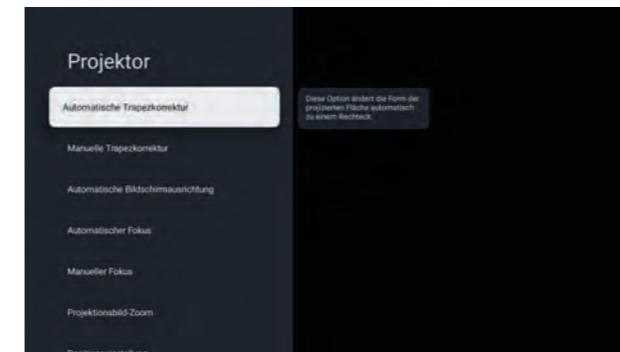 Projektor
Automatische Trapezkorrektur
Diese Option ändert die Form der
projizierten Fläche automatisch
zu einem Rechteck.
Manuelle Trapezkorrektur
Automatische Bildschirmausrichtung
Automatischer Fokus
Manueller Fokus
Projektionsbild-Zoom